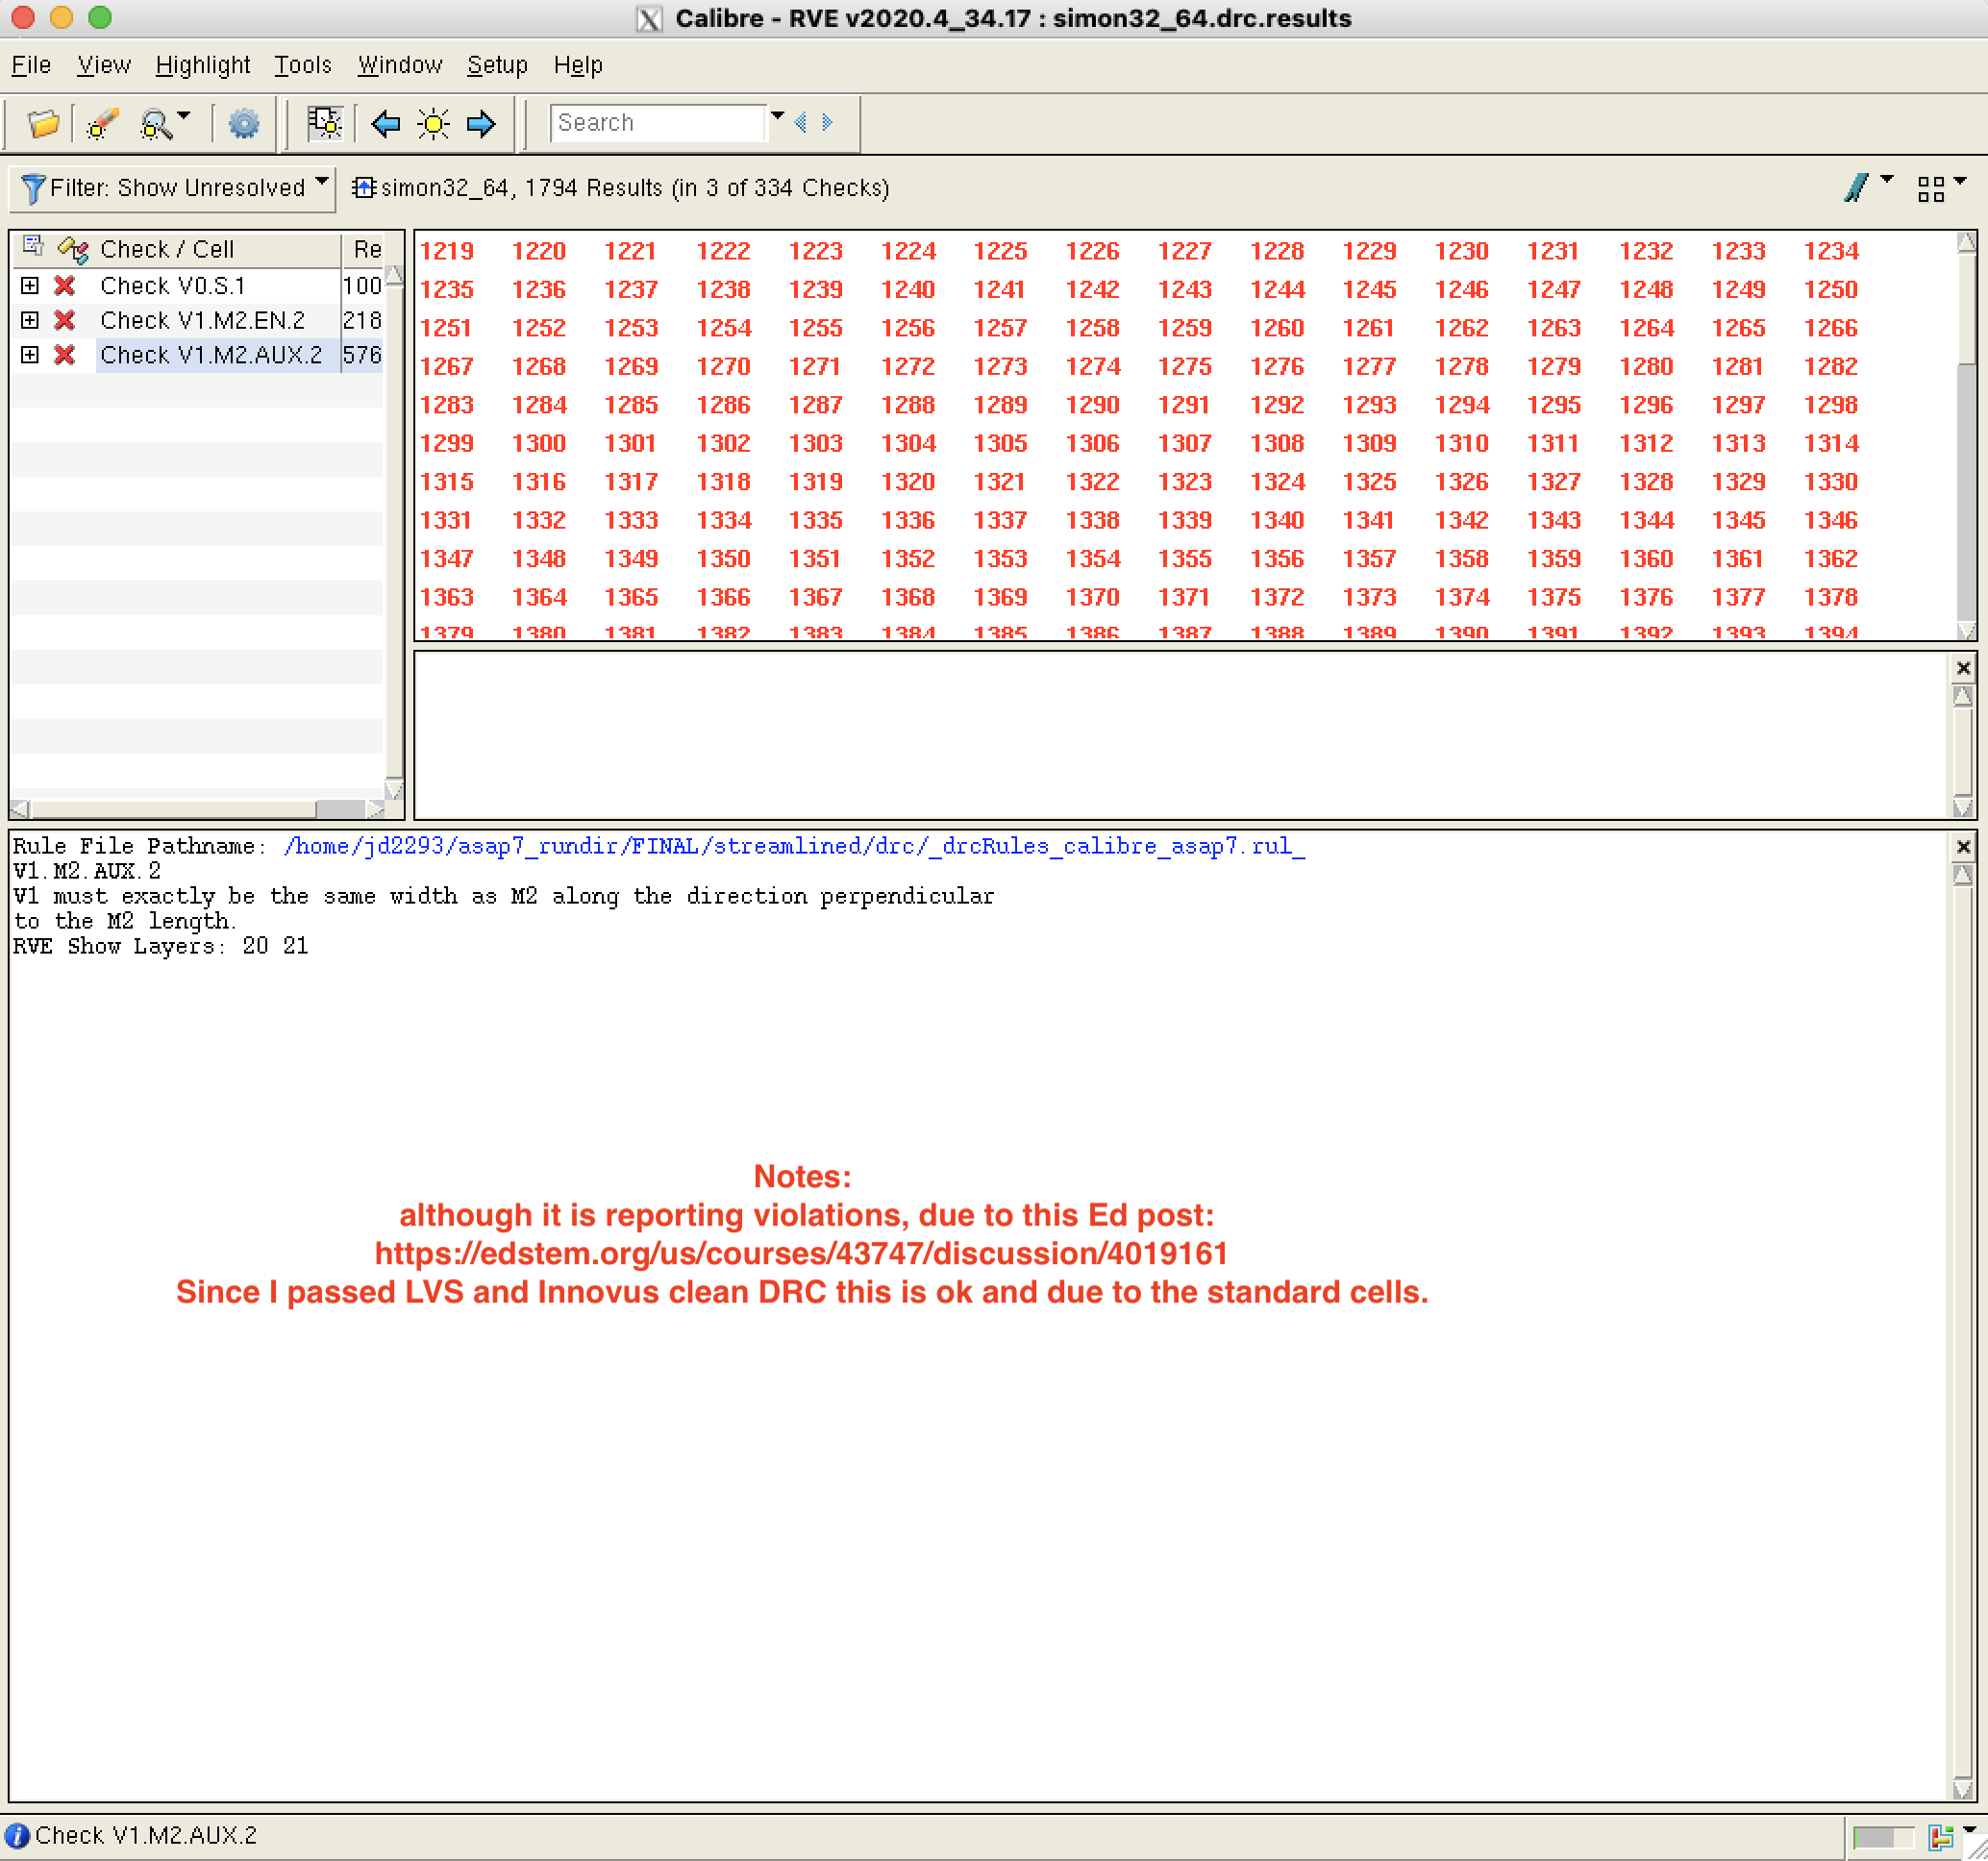 Calibre - RVE v2020.4_34.17 : simon32_64.drc.results
File View Highlight Tools Window Setup Help
Search
Filter: Show Unresolved
simon32_64, 1794 Results (in 3 of 334 Checks)
Check / Cell Re
Check V0.S.1 100
Check V1.M2.EN.2 218
Check V1.M2.AUX.2 576
1219 1220 1221 1222 1223 1224 1225 1226 1227 1228 1229 1230 1231 1232 1233 1234
1235 1236 1237 1238 1239 1240 1241 1242 1243 1244 1245 1246 1247 1248 1249 1250
1251 1252 1253 1254 1255 1256 1257 1258 1259 1260 1261 1262 1263 1264 1265 1266
1267 1268 1269 1270 1271 1272 1273 1274 1275 1276 1277 1278 1279 1280 1281 1282
1283 1284 1285 1286 1287 1288 1289 1290 1291 1292 1293 1294 1295 1296 1297 1298
1299 1300 1301 1302 1303 1304 1305 1306 1307 1308 1309 1310 1311 1312 1313 1314
1315 1316 1317 1318 1319 1320 1321 1322 1323 1324 1325 1326 1327 1328 1329 1330
1331 1332 1333 1334 1335 1336 1337 1338 1339 1340 1341 1342 1343 1344 1345 1346
1347 1348 1349 1350 1351 1352 1353 1354 1355 1356 1357 1358 1359 1360 1361 1362
1363 1364 1365 1366 1367 1368 1369 1370 1371 1372 1373 1374 1375 1376 1377 1378
1379 1380 1381 1382 1383 1384 1385 1386 1387 1388 1389 1390 1391 1392 1393 1394
Rule File Pathname: /home/jd2293/asap7_rundir/FINAL/streamlined/drc/_drcRules_calibre_asap7.rul_
V1.M2.AUX.2
V1 must exactly be the same width as M2 along the direction perpendicular
to the M2 length.
RVE Show Layers: 20 21
Notes:
although it is reporting violations, due to this Ed post:
https://edstem.org/us/courses/43747/discussion/4019161
Since I passed LVS and Innovus clean DRC this is ok and due to the standard cells.
Check V1.M2.AUX.2